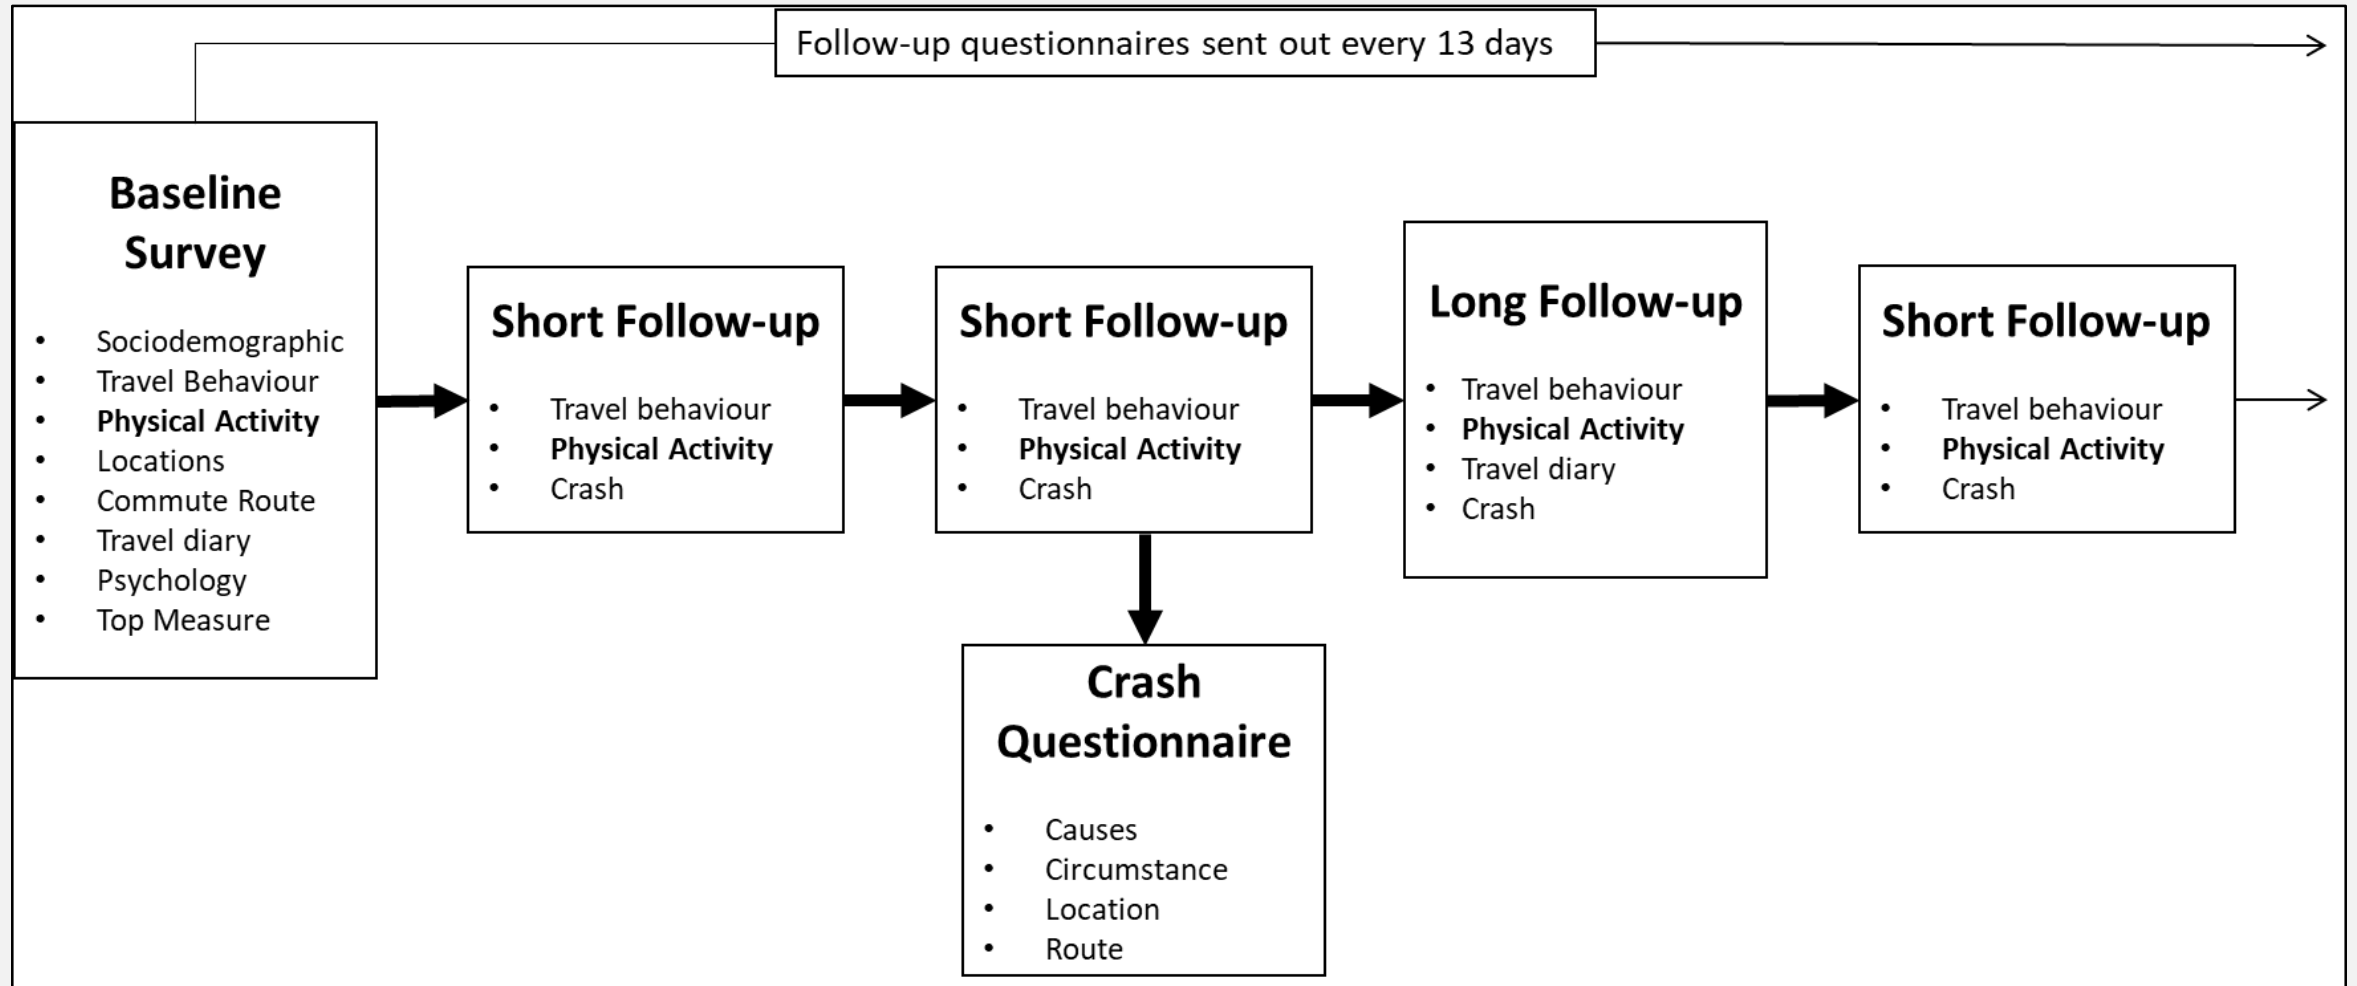 Follow-up questionnaires sent out every 13 days
Baseline
Survey
• Sociodemographic
• Travel Behaviour
• Physical Activity
• Locations
• Commute Route
• Travel diary
• Psychology
• Top Measure
Short Follow-up
• Travel behaviour
• Physical Activity
• Crash
Short Follow-up
• Travel behaviour
• Physical Activity
• Crash
Long Follow-up
• Travel behaviour
• Physical Activity
• Travel diary
• Crash
Short Follow-up
• Travel behaviour
• Physical Activity
• Crash
Crash
Questionnaire
• Causes
• Circumstance
• Location
• Route